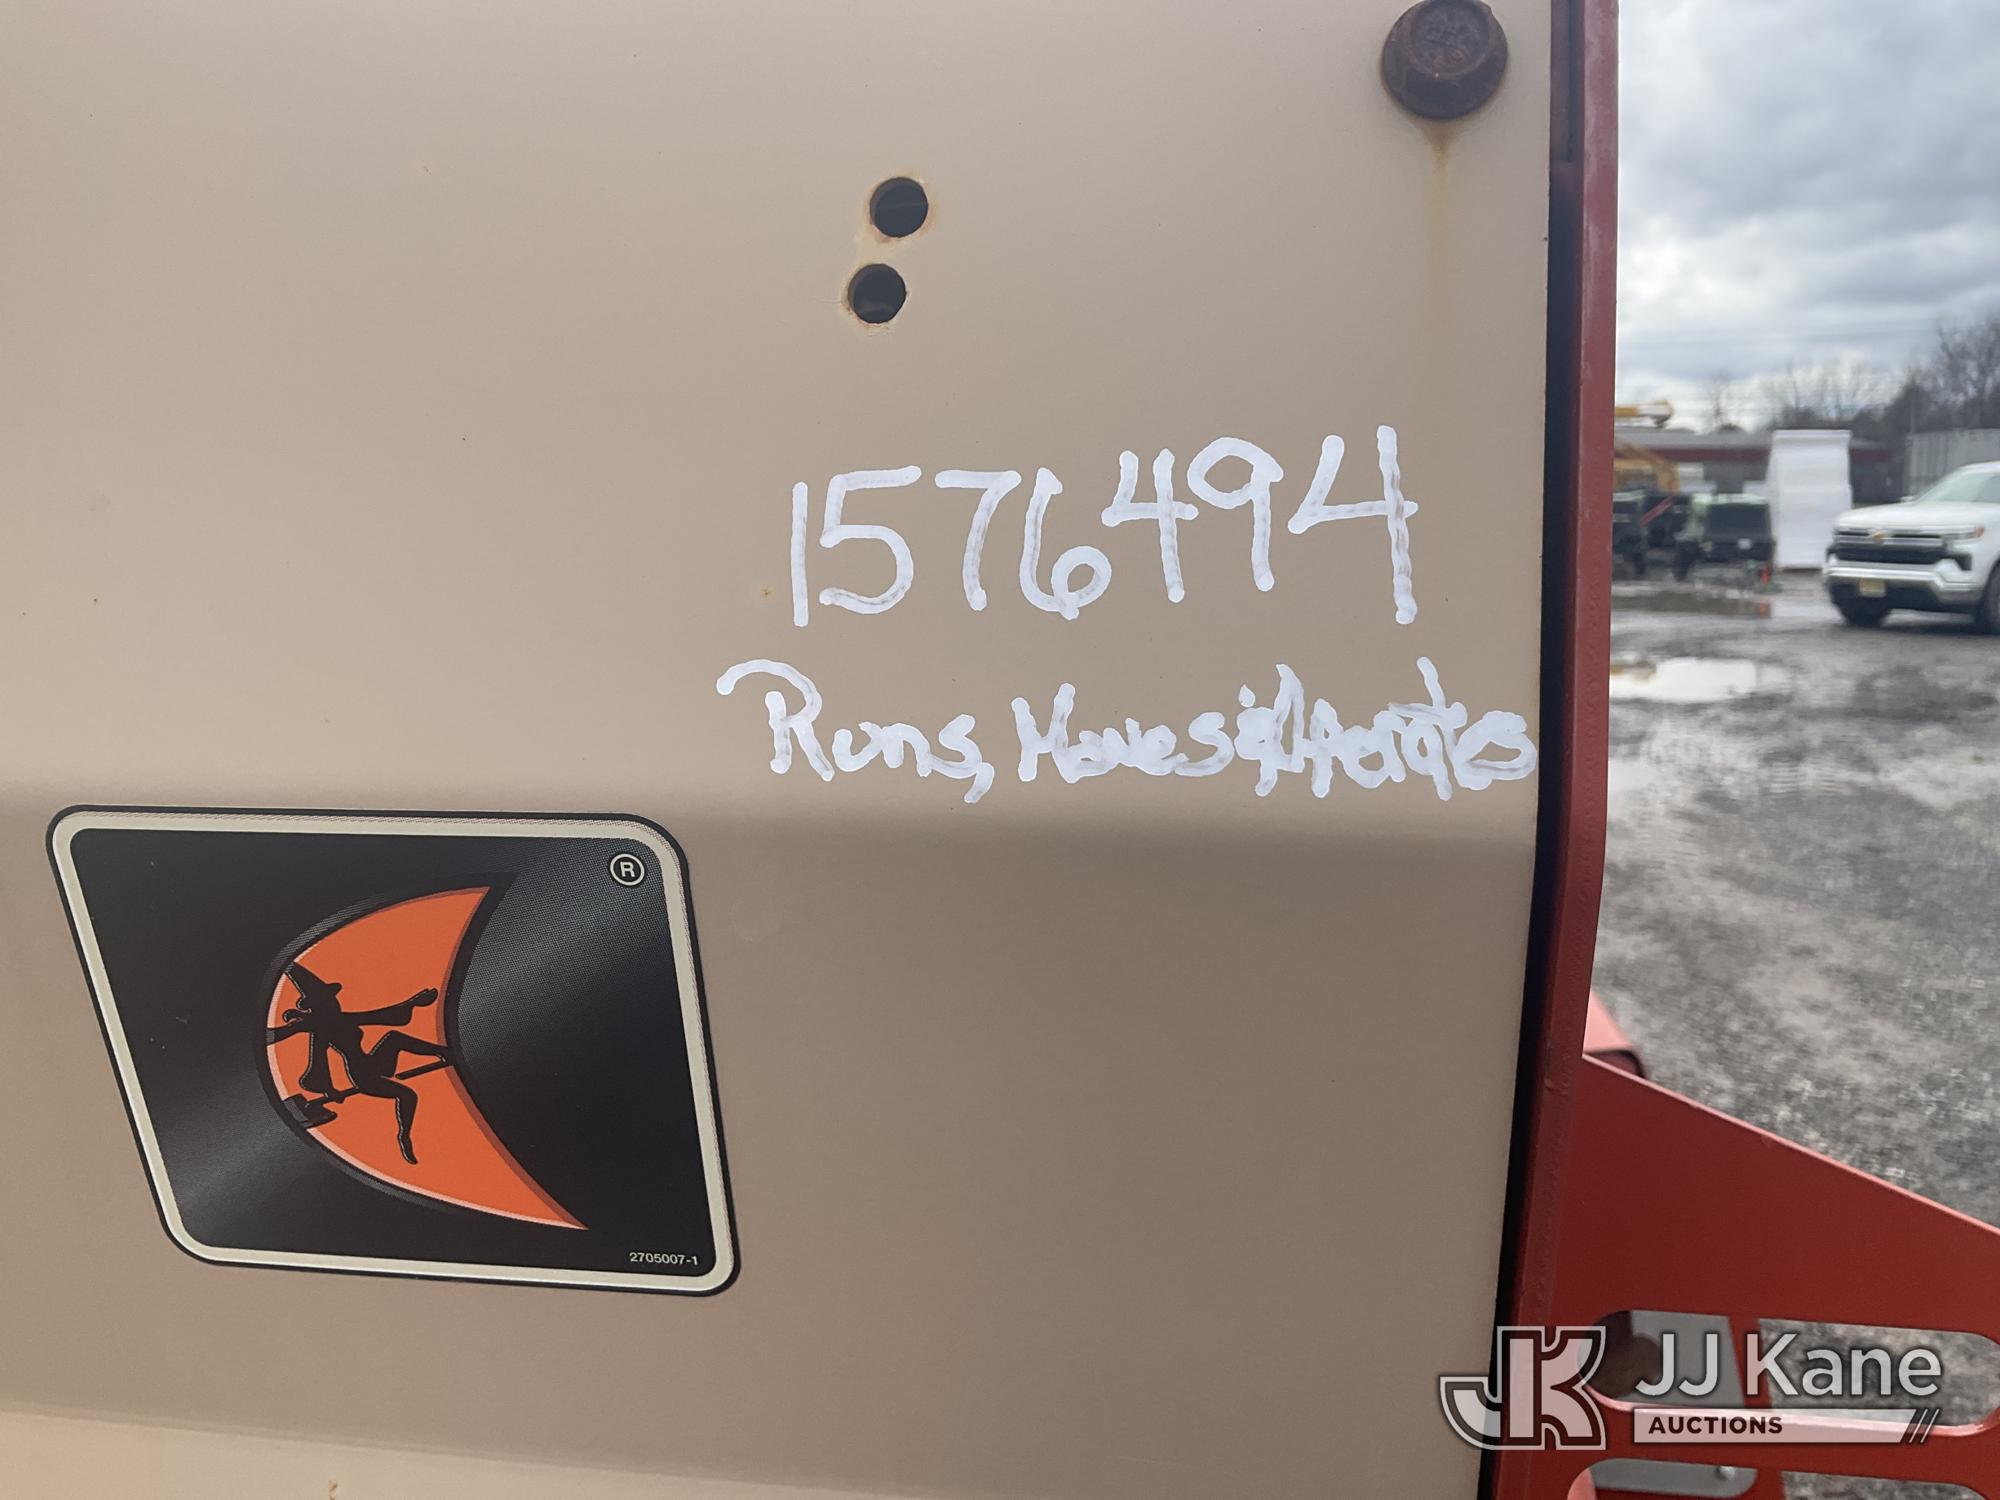 1576494
Runs, Moves & Operates
®
2705007-1
JJ Kane
AUCTIONS